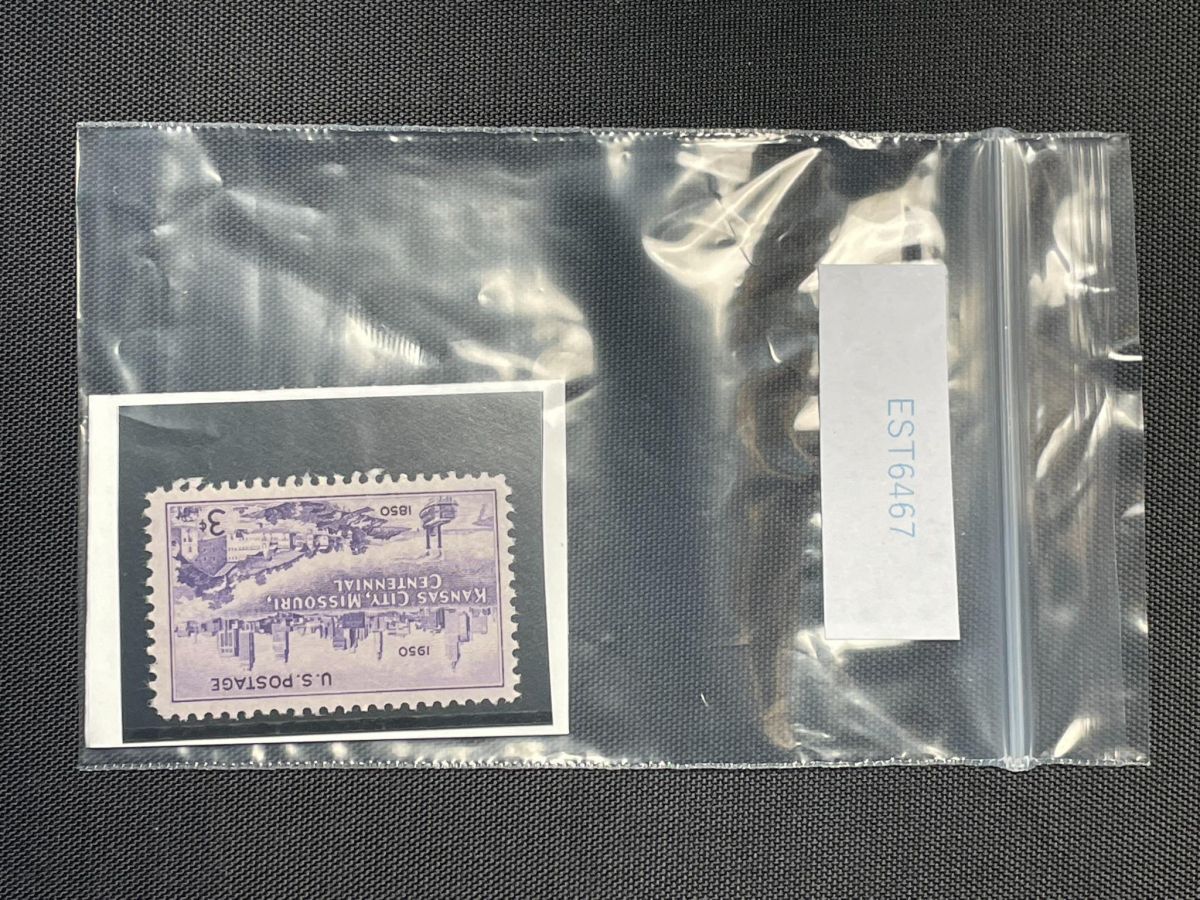 U.S. POSTAGE
1950
KANSAS CITY, MISSOURI,
CENTENNIAL
1850
3¢
EST6467